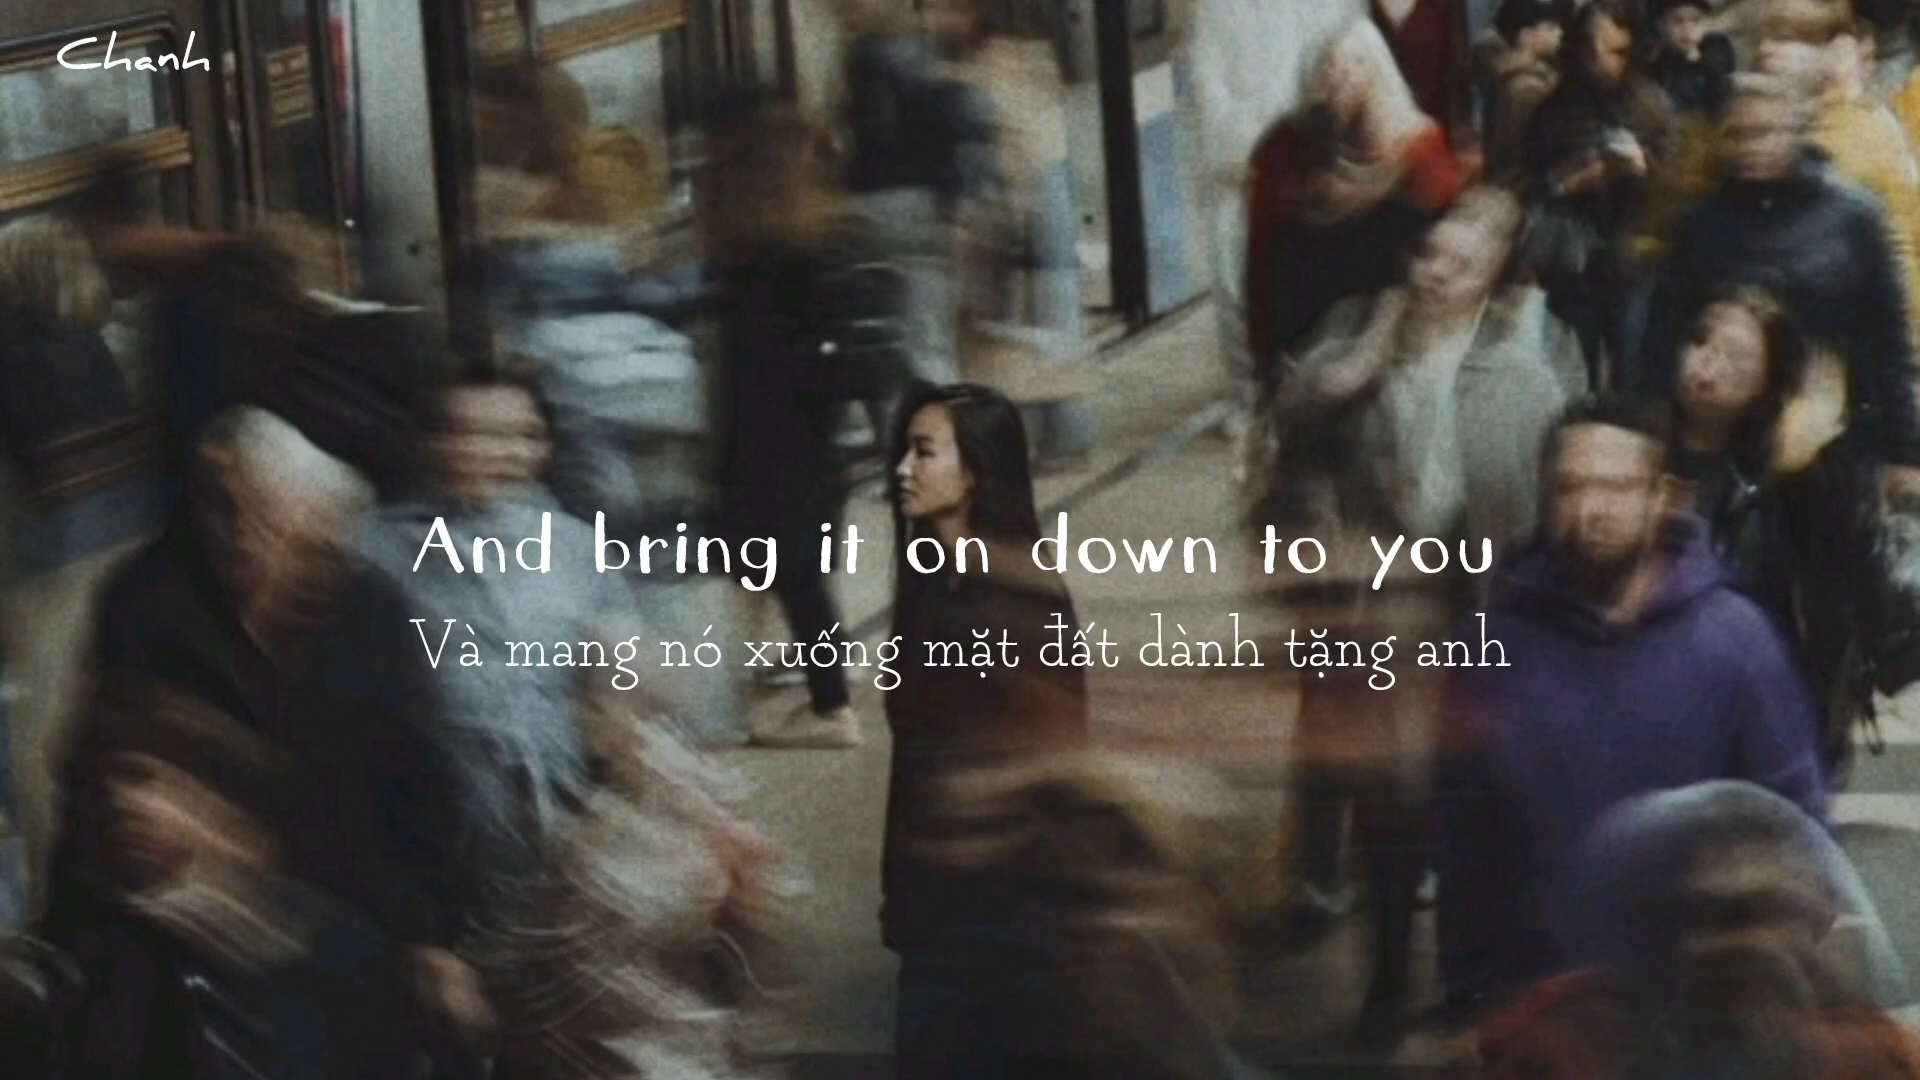 Chanh
And bring it on down to you
Và mang nó xuống mặt đất dành tặng anh